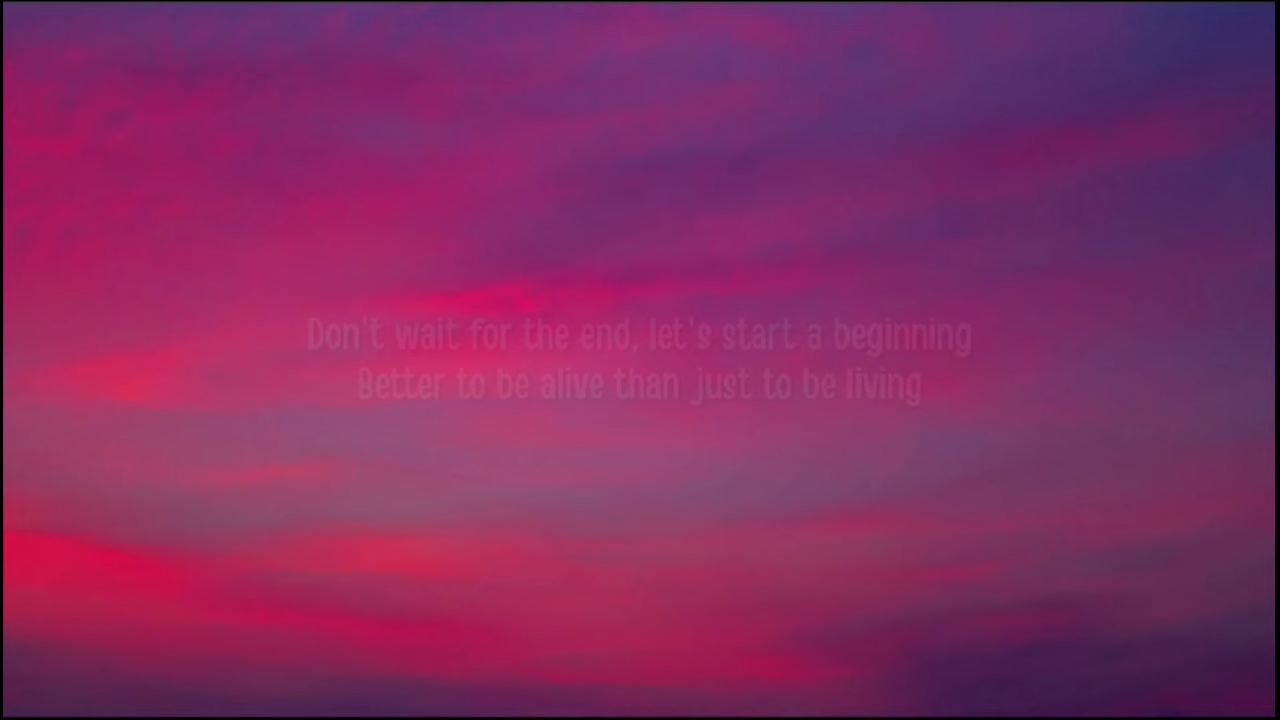 Don't wait for the end, let's start a beginning
Better to be alive than just to be living